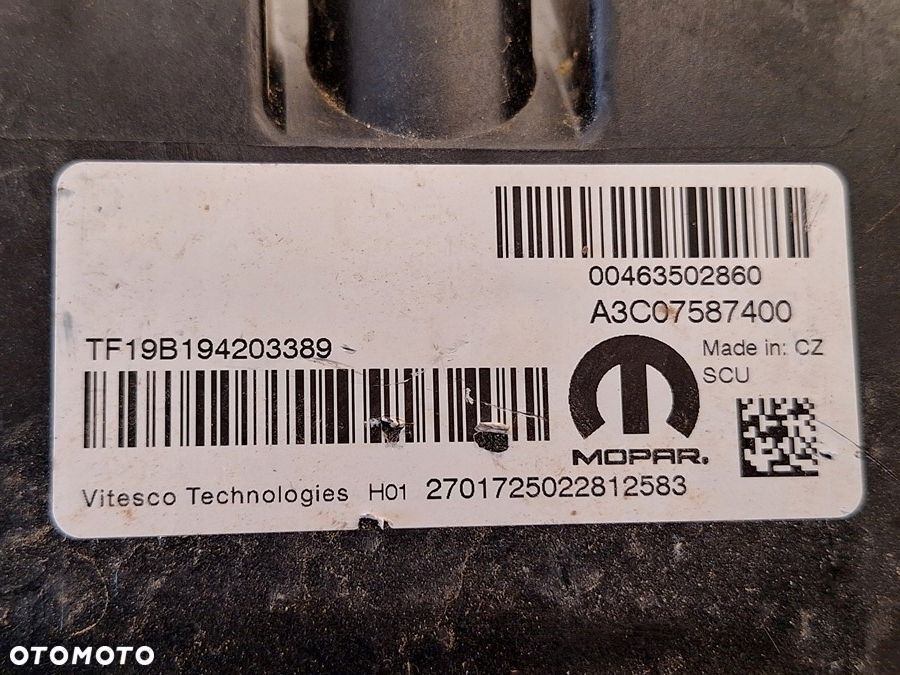 00463502860
A3C07587400
TF19B194203389
Made in: CZ
SCU
MOPAR.
Vitesco Technologies H01 2701725022812583
OTOMOTO